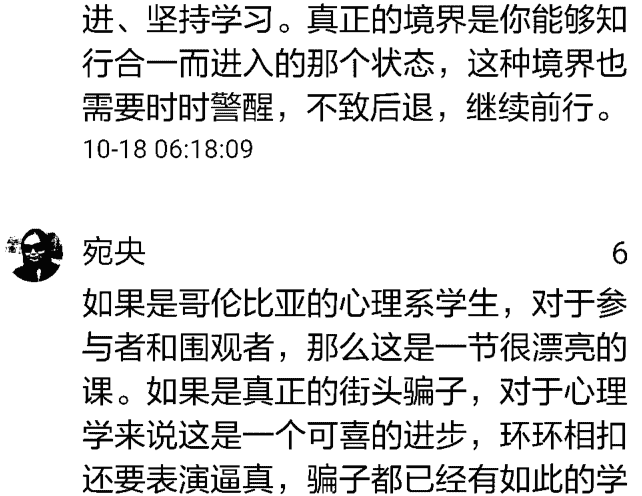 进、坚持学习。真正的境界是你能够知
行合一而进入的那个状态，这种境界也
需要时时警醒，不致后退，继续前行。
10-18 06:18:09
宛央 6
如果是哥伦比亚的心理系学生，对于参
与者和围观者，那么这是一节很漂亮的
课。如果是真正的街头骗子，对于心理
学来说这是一个可喜的进步，环环相扣
还要表演逼真，骗子都已经有如此的学